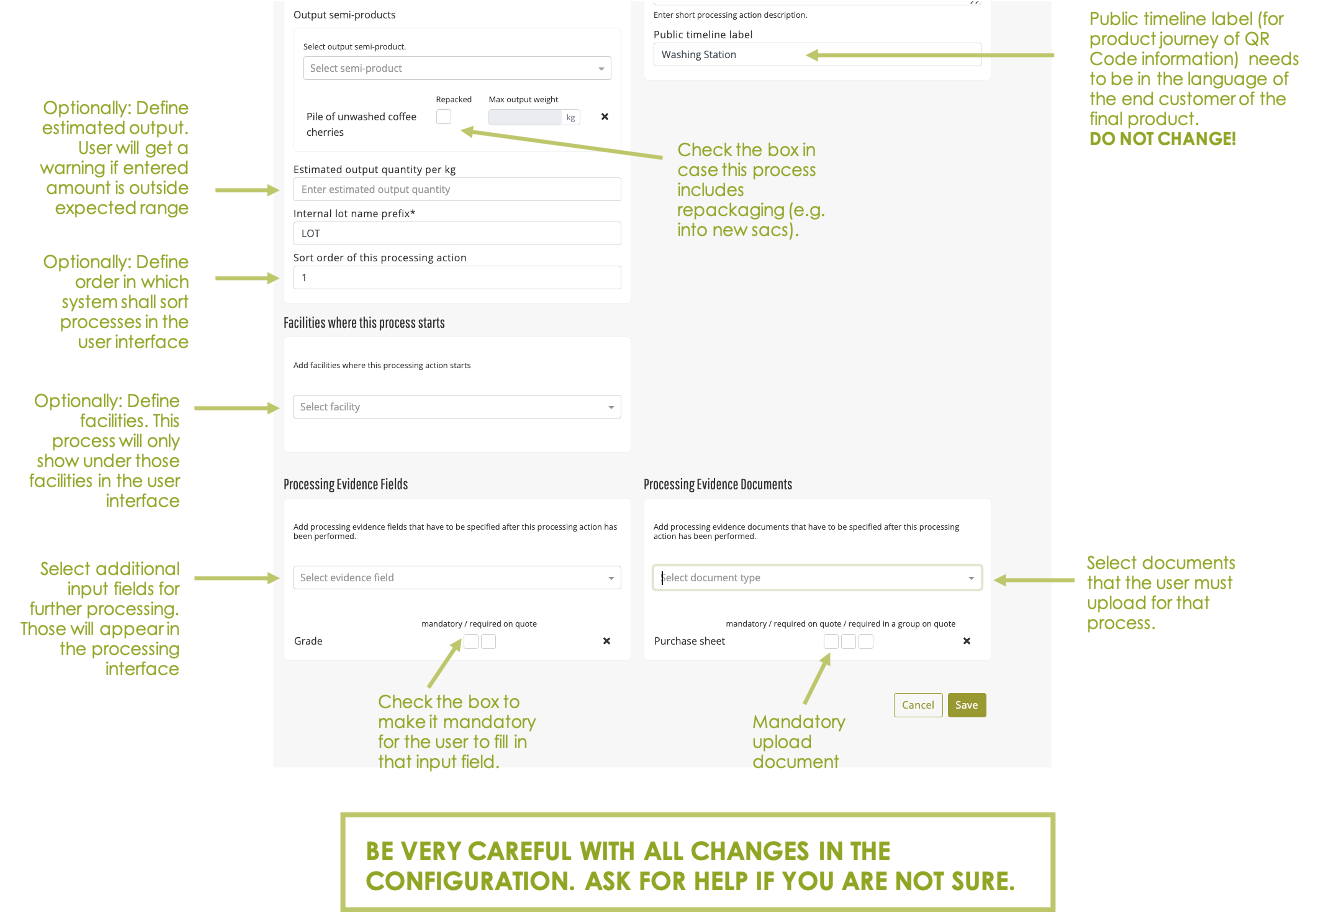 Output semi-products
Select output semi-product.
Select semi-product
Repacked
Max output weight
Pile of unwashed coffee
cherries
kg
Estimated output quantity per kg
Enter estimated output quantity
Internal lot name prefix*
LOT
Sort order of this processing action
1
Enter short processing action description.
Public timeline label
Washing Station
Public timeline label (for
product journey of QR
Code information) needs
to be in the language of
the end customer of the
final product.
DO NOT CHANGE!
Optionally: Define
estimated output.
User will get a
warning if entered
amount is outside
expected range
Check the box in
case this process
includes
repackaging (e.g.
into new sacs).
Optionally: Define
order in which
system shall sort
processes in the
user interface
Facilities where this process starts
Add facilities where this processing action starts
Select facility
Optionally: Define
facilities. This
process will only
show under those
facilities in the user
interface
Processing Evidence Fields
Add processing evidence fields that have to be specified after this processing action has
been performed.
Select evidence field
mandatory / required on quote
Grade
Processing Evidence Documents
Add processing evidence documents that have to be specified after this processing
action has been performed.
Select document type
mandatory / required on quote / required in a group on quote
Purchase sheet
Select additional
input fields for
further processing.
Those will appear in
the processing
interface
Select documents
that the user must
upload for that
process.
Check the box to
make it mandatory
for the user to fill in
that input field.
Mandatory
upload
document
Cancel
Save
BE VERY CAREFUL WITH ALL CHANGES IN THE
CONFIGURATION. ASK FOR HELP IF YOU ARE NOT SURE.